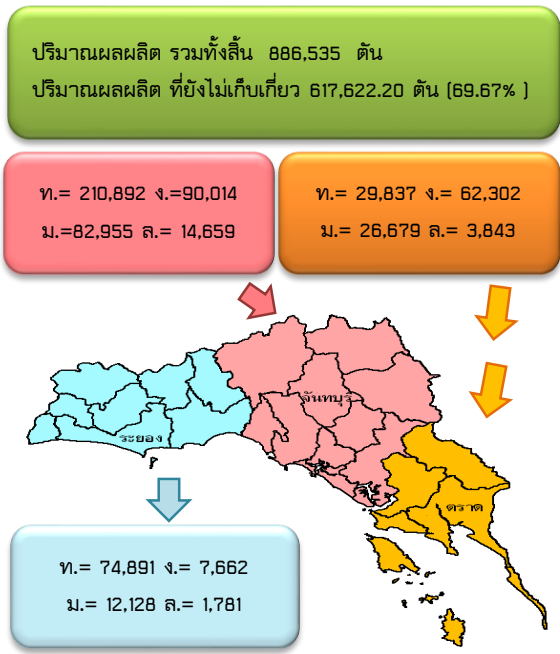 ปริมาณผลผลิต รวมทั้งสิ้น 886,535 ตัน
ปริมาณผลผลิต ที่ยังไม่เก็บเกี่ยว 617,622.20 ตัน (69.67% )
ท.= 210,892 ง.=90,014
ม.=82,955 ล.= 14,659
ท.= 29,837 ง.= 62,302
ม.= 26,679 ล.= 3,843
จันทบุรี
ระยอง
ตราด
ท.= 74,891 ง.= 7,662
ม.= 12,128 ล.= 1,781